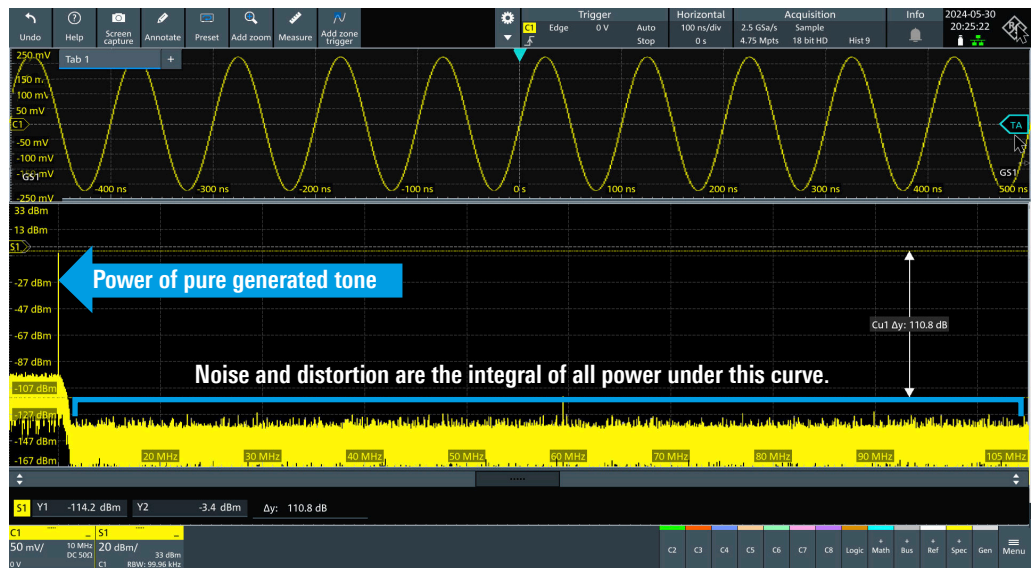 Undo Help Screen capture Annotate Preset Add zoom Measure Add zone trigger
C1 Edge
Trigger
0 V Auto
Stop
Horizontal
100 ns/div
0 s
Acquisition
2.5 GSa/s Sample
4.75 Mpts 18 bit HD Hist 9
Info
2024-05-30
20:25:22
Tab 1 +
250 mV
100 mV
50 mV
C1
-50 mV
-100 mV
GS1
-250 mV
-400 ns -300 ns -200 ns -100 ns 0 s 100 ns 200 ns 300 ns 400 ns 500 ns
TA
GS1
33 dBm
13 dBm
S1
-27 dBm
-47 dBm
-67 dBm
-87 dBm
-107 dBm
-127 dBm
-147 dBm
-167 dBm
Power of pure generated tone
Cu1 Δy: 110.8 dB
Noise and distortion are the integral of all power under this curve.
20 MHz 30 MHz 40 MHz 50 MHz 60 MHz 70 MHz 80 MHz 90 MHz 105 MHz
S1 Y1 -114.2 dBm Y2 -3.4 dBm Δy: 110.8 dB
C1
50 mV/ 10 MHz
DC 50Ω
0 V
S1
20 dBm/
33 dBm
C1 RBW: 99.96 kHz
C2 C3 C4 C5 C6 C7 C8 Logic Math Bus Ref Spec Gen Menu